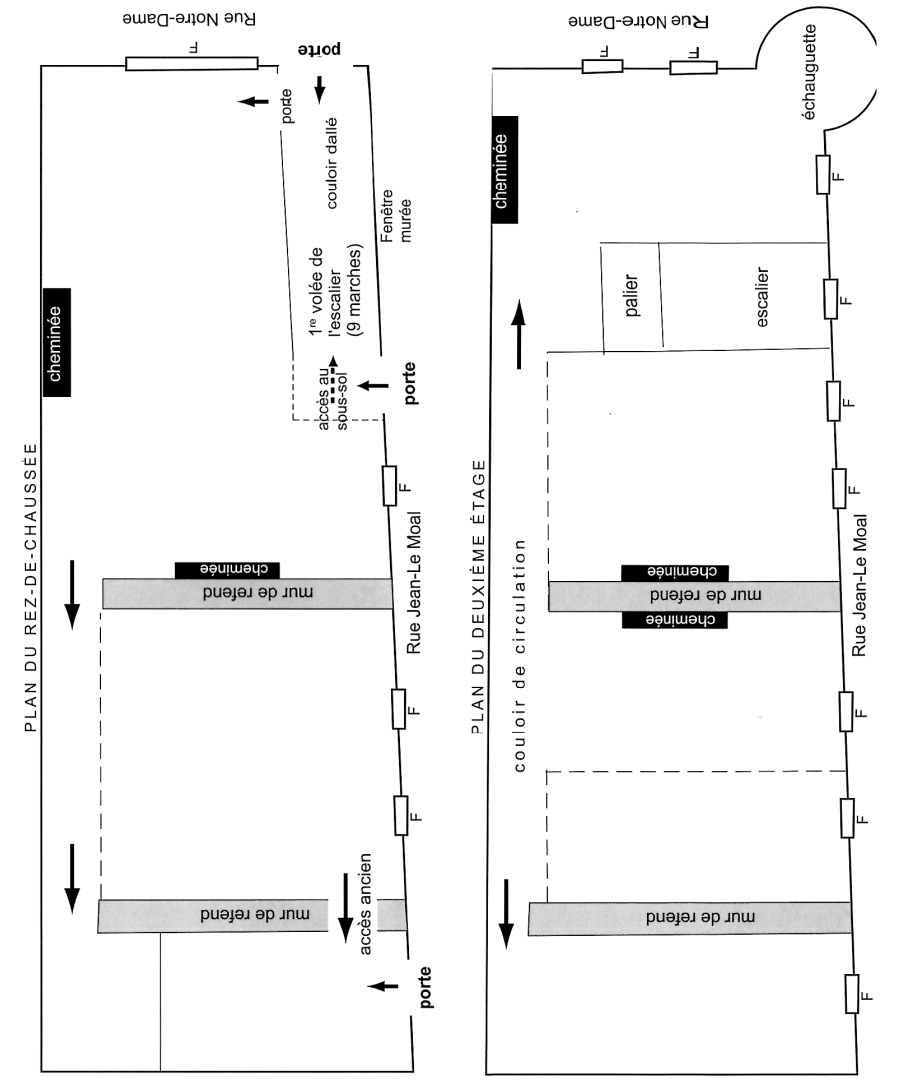 PLAN DU REZ-DE-CHAUSSÉE
Rue Notre-Dame
F
porte
porte
couloir dallé
Fenêtre
murée
1re volée de
l'escalier
(9 marches)
cheminée
accès au
sous-sol
porte
F
Rue Jean-Le Moal
cheminée
mur de refend
F
F
mur de refend
accès ancien
porte
PLAN DU DEUXIÈME ÉTAGE
Rue Notre-Dame
F
F
échauguette
cheminée
F
palier
escalier
F
F
F
couloir de circulation
cheminée
mur de refend
cheminée
Rue Jean-Le Moal
F
F
mur de refend
F